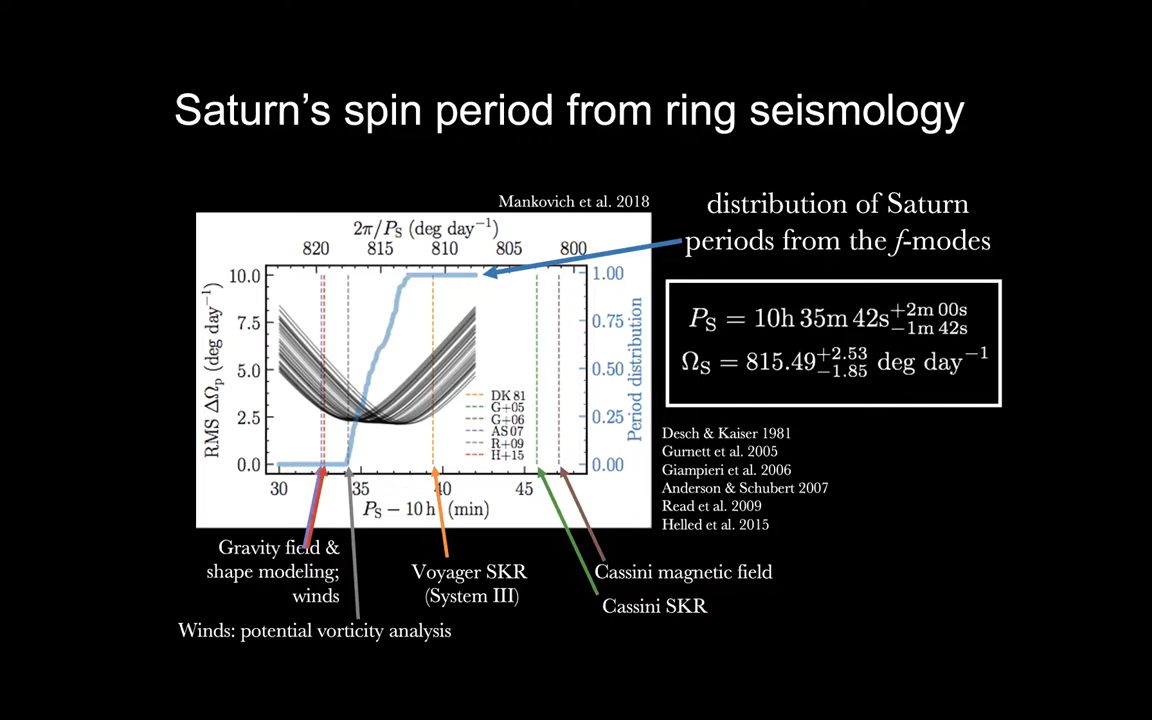 Saturn's spin period from ring seismology
Mankovich et al. 2018
distribution of Saturn
periods from the f-modes
2π/P_S (deg day⁻¹)
820 815 810 805 800
10.0
7.5
5.0
2.5
0.0
RMS ΔΩ_p (deg day⁻¹)
1.00
0.75
0.50
0.25
0.00
Period distribution
DK 81
G+05
G+06
AS 07
R+09
H+15
30 35 40 45
P_S − 10 h (min)
P_S = 10h 35m 42s +2m 00s −1m 42s
Ω_S = 815.49 +2.53 −1.85 deg day⁻¹
Desch & Kaiser 1981
Gurnett et al. 2005
Giampieri et al. 2006
Anderson & Schubert 2007
Read et al. 2009
Helled et al. 2015
Gravity field &
shape modeling;
winds
Voyager SKR
(System III)
Cassini magnetic field
Cassini SKR
Winds: potential vorticity analysis